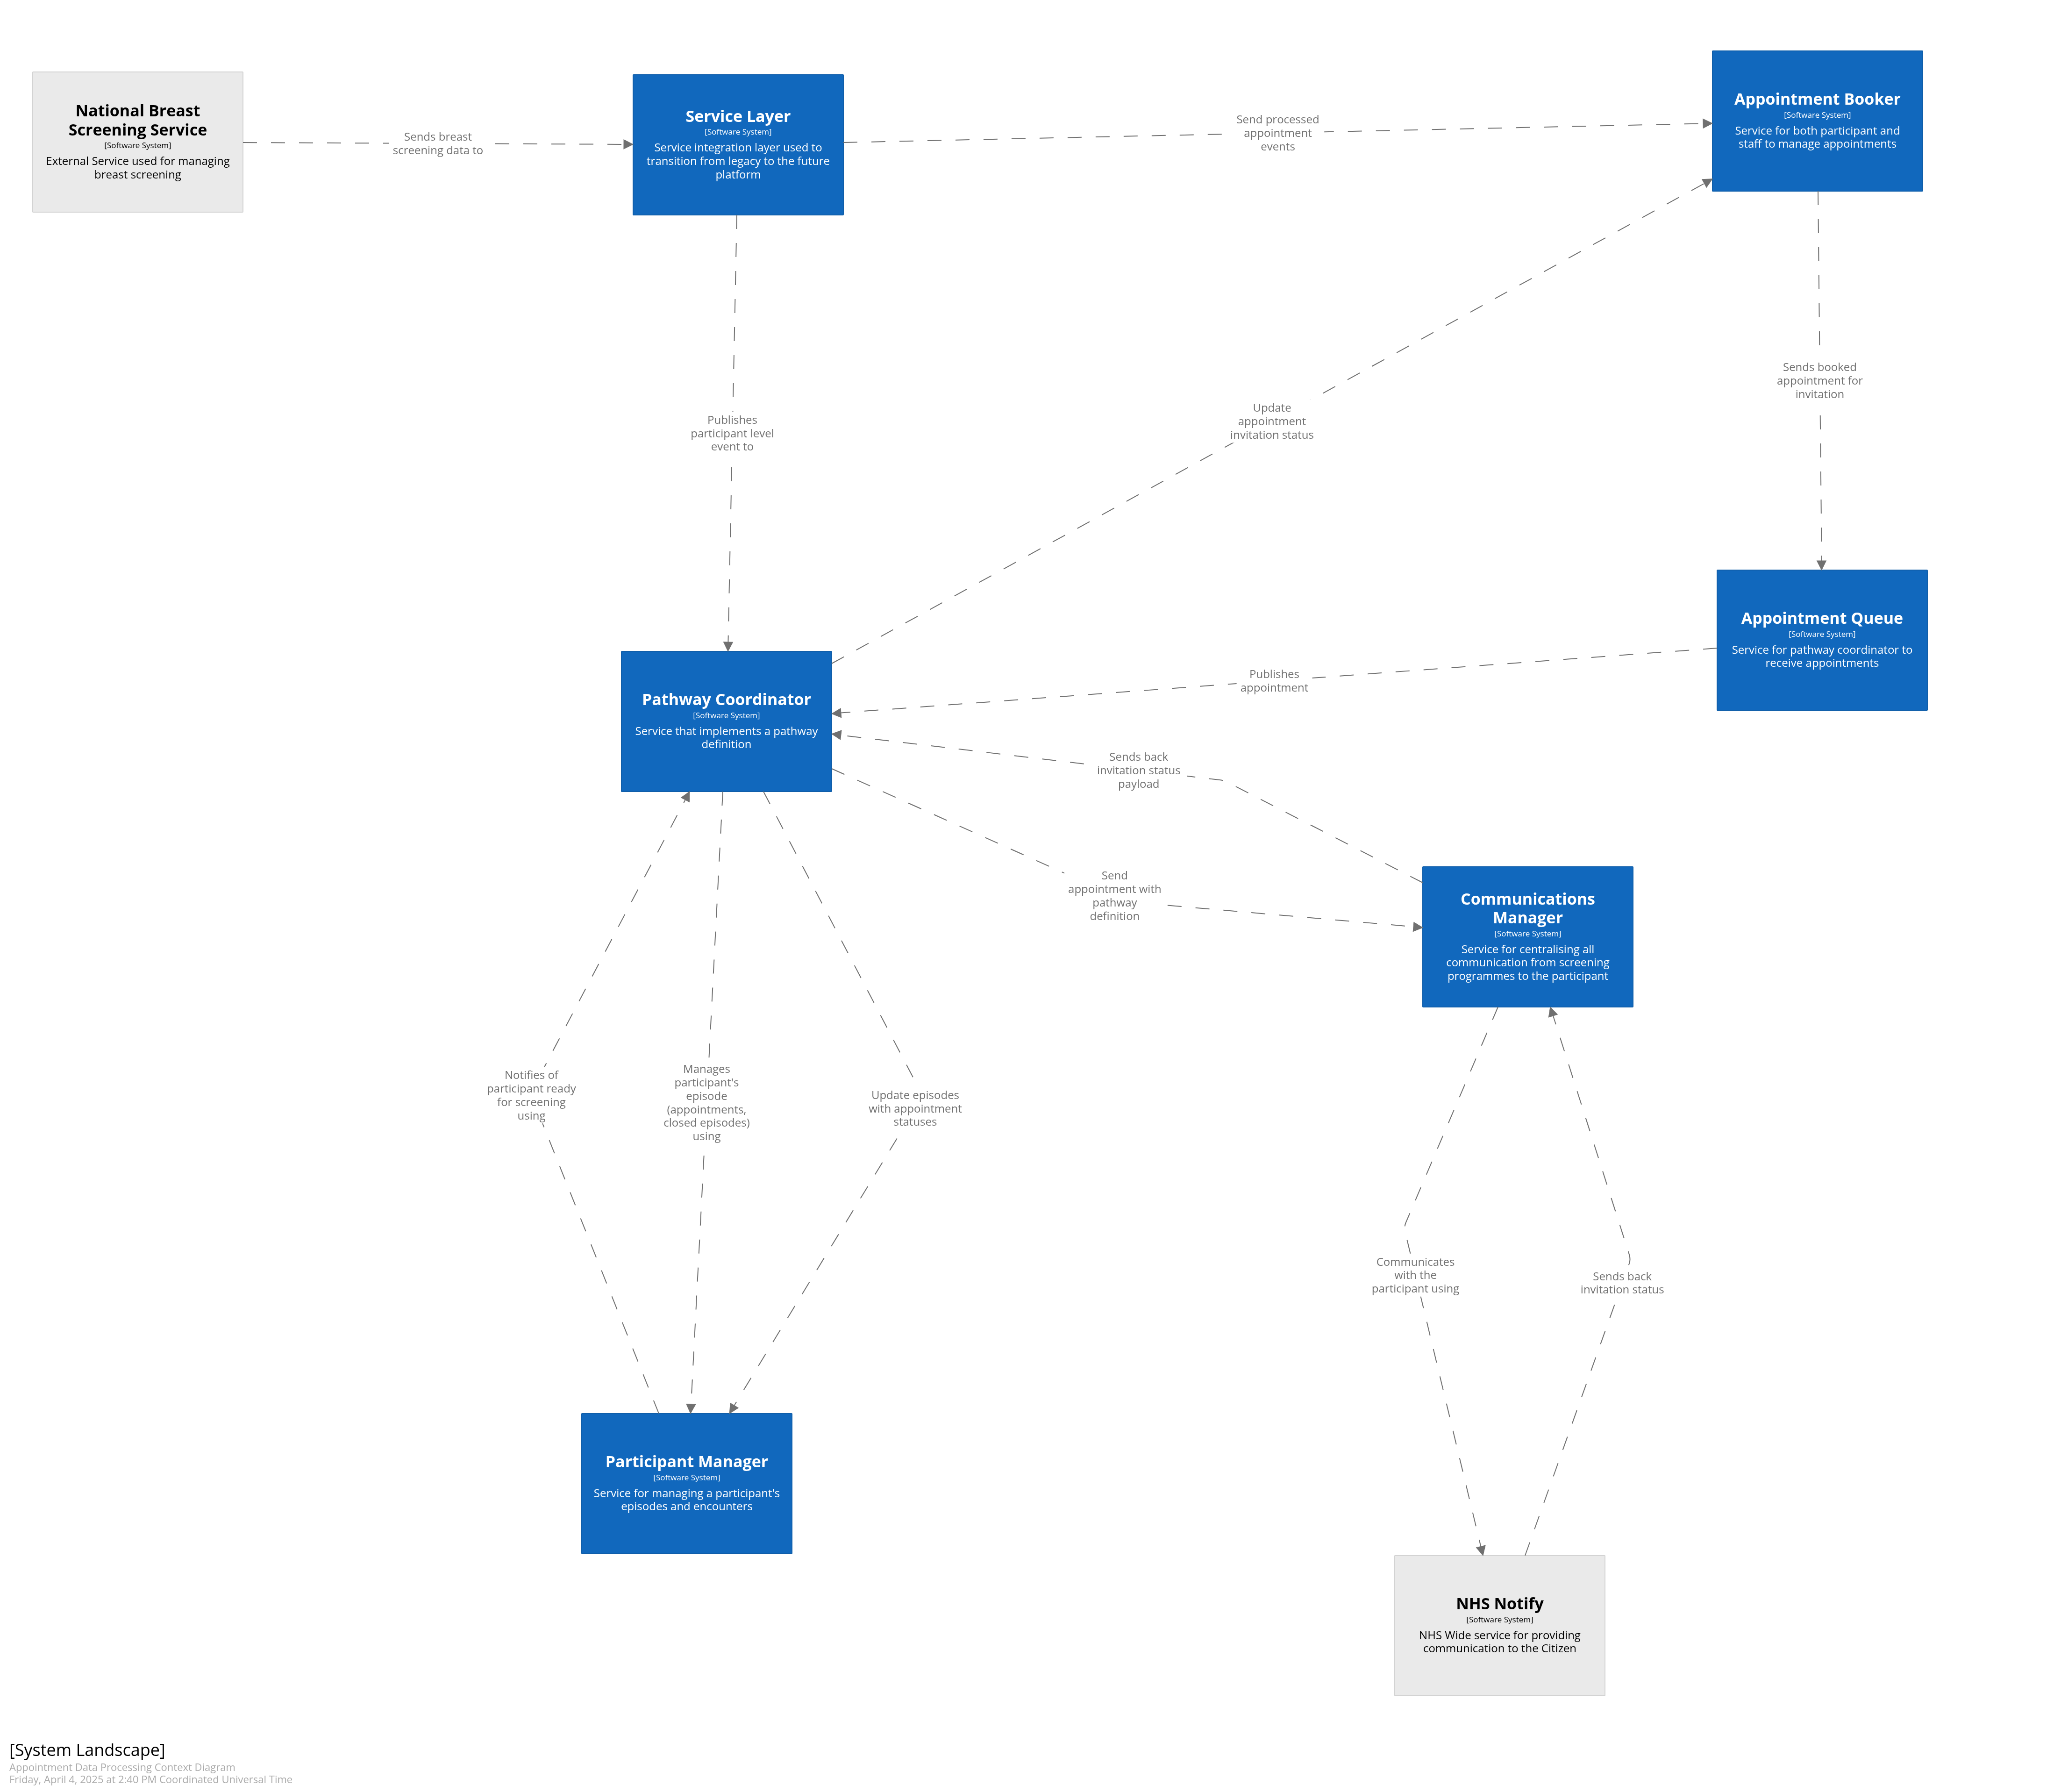 National Breast
Screening Service
[Software System]
External Service used for managing
breast screening
Sends breast
screening data to
Service Layer
[Software System]
Service integration layer used to
transition from legacy to the future
platform
Send processed
appointment
events
Appointment Booker
[Software System]
Service for both participant and
staff to manage appointments
Publishes
participant level
event to
Update
appointment
invitation status
Sends booked
appointment for
invitation
Appointment Queue
[Software System]
Service for pathway coordinator to
receive appointments
Pathway Coordinator
[Software System]
Service that implements a pathway
definition
Publishes
appointment
Sends back
invitation status
payload
Send
appointment with
pathway
definition
Communications
Manager
[Software System]
Service for centralising all
communication from screening
programmes to the participant
Notifies of
participant ready
for screening
using
Manages
participant's
episode
(appointments,
closed episodes)
using
Update episodes
with appointment
statuses
Communicates
with the
participant using
Sends back
invitation status
Participant Manager
[Software System]
Service for managing a participant's
episodes and encounters
NHS Notify
[Software System]
NHS Wide service for providing
communication to the Citizen
[System Landscape]
Appointment Data Processing Context Diagram
Friday, April 4, 2025 at 2:40 PM Coordinated Universal Time